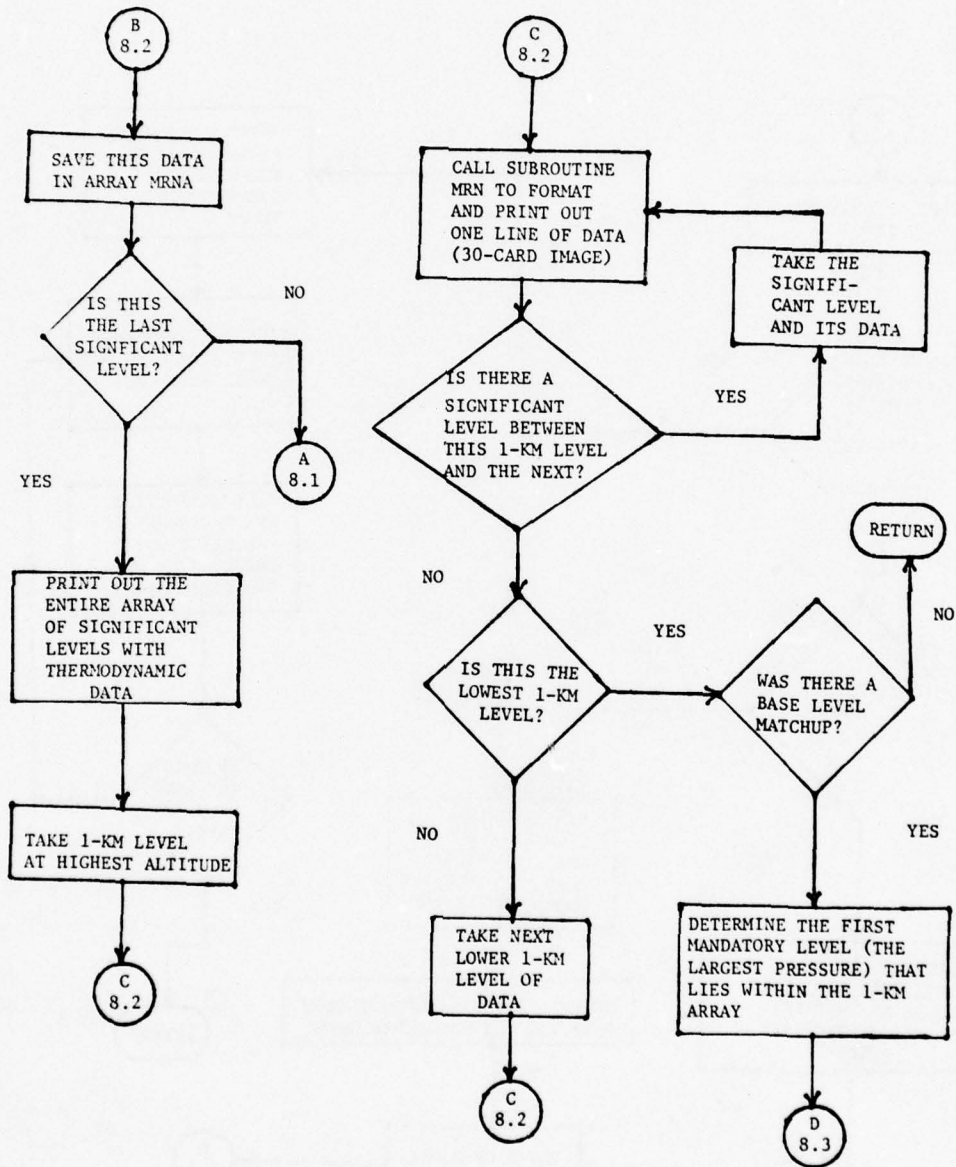 B
8.2
SAVE THIS DATA
IN ARRAY MRNA
IS THIS
THE LAST
SIGNFICANT
LEVEL?
NO
A
8.1
YES
PRINT OUT THE
ENTIRE ARRAY
OF SIGNIFICANT
LEVELS WITH
THERMODYNAMIC
DATA
TAKE 1-KM LEVEL
AT HIGHEST ALTITUDE
C
8.2
C
8.2
CALL SUBROUTINE
MRN TO FORMAT
AND PRINT OUT
ONE LINE OF DATA
(30-CARD IMAGE)
TAKE THE
SIGNIFI-
CANT LEVEL
AND ITS DATA
IS THERE A
SIGNIFICANT
LEVEL BETWEEN
THIS 1-KM LEVEL
AND THE NEXT?
YES
NO
IS THIS THE
LOWEST 1-KM
LEVEL?
YES
WAS THERE A
BASE LEVEL
MATCHUP?
NO
RETURN
NO
TAKE NEXT
LOWER 1-KM
LEVEL OF
DATA
C
8.2
YES
DETERMINE THE FIRST
MANDATORY LEVEL (THE
LARGEST PRESSURE) THAT
LIES WITHIN THE 1-KM
ARRAY
D
8.3